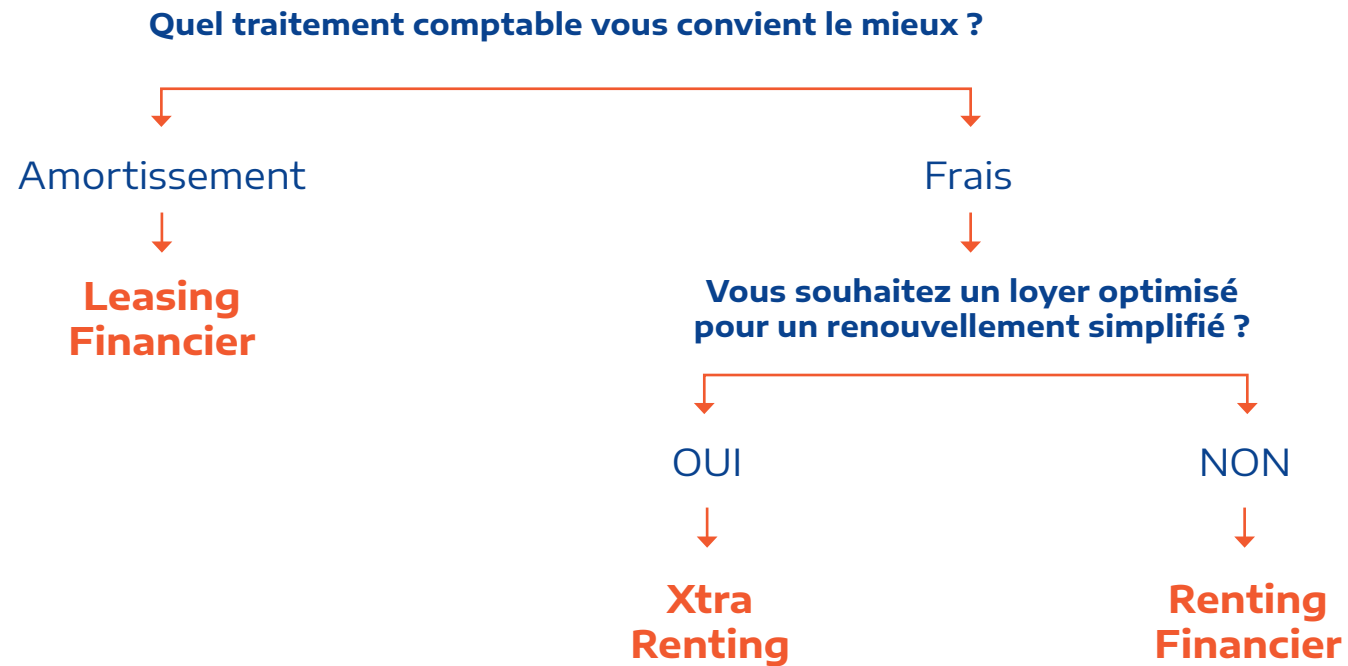 Quel traitement comptable vous convient le mieux ?
Amortissement
Frais
Leasing
Financier
Vous souhaitez un loyer optimisé
pour un renouvellement simplifié ?
OUI
NON
Xtra
Renting
Renting
Financier